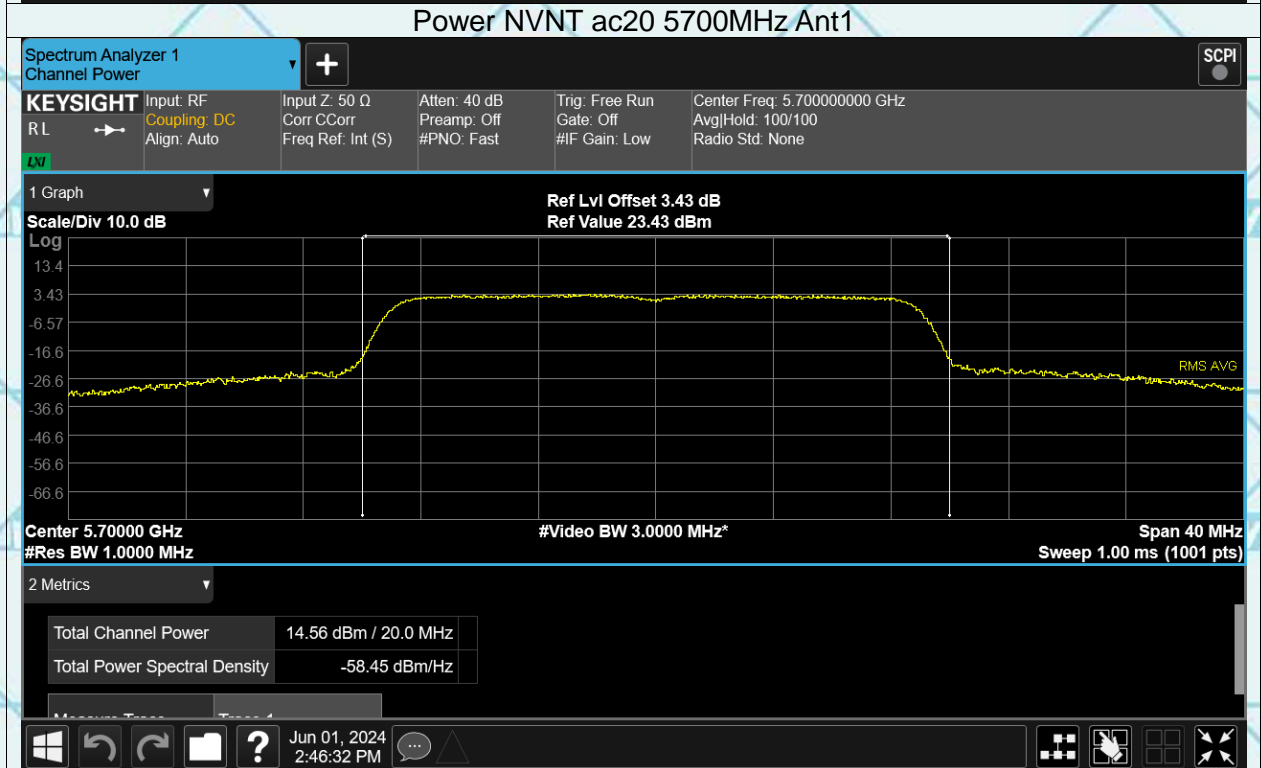 Power NVNT ac20 5700MHz Ant1
Spectrum Analyzer 1
Channel Power
+
SCPI
KEYSIGHT
RL
LXI
Input: RF
Coupling: DC
Align: Auto
Input Z: 50 Ω
Corr CCorr
Freq Ref: Int (S)
Atten: 40 dB
Preamp: Off
#PNO: Fast
Trig: Free Run
Gate: Off
#IF Gain: Low
Center Freq: 5.700000000 GHz
Avg|Hold: 100/100
Radio Std: None
1 Graph
Scale/Div 10.0 dB
Ref Lvl Offset 3.43 dB
Ref Value 23.43 dBm
Log
13.4
3.43
-6.57
-16.6
-26.6
-36.6
-46.6
-56.6
-66.6
RMS AVG
Center 5.70000 GHz
#Res BW 1.0000 MHz
#Video BW 3.0000 MHz*
Span 40 MHz
Sweep 1.00 ms (1001 pts)
2 Metrics
Total Channel Power 14.56 dBm / 20.0 MHz
Total Power Spectral Density -58.45 dBm/Hz
Measure Trace Trace 1
?
Jun 01, 2024
2:46:32 PM